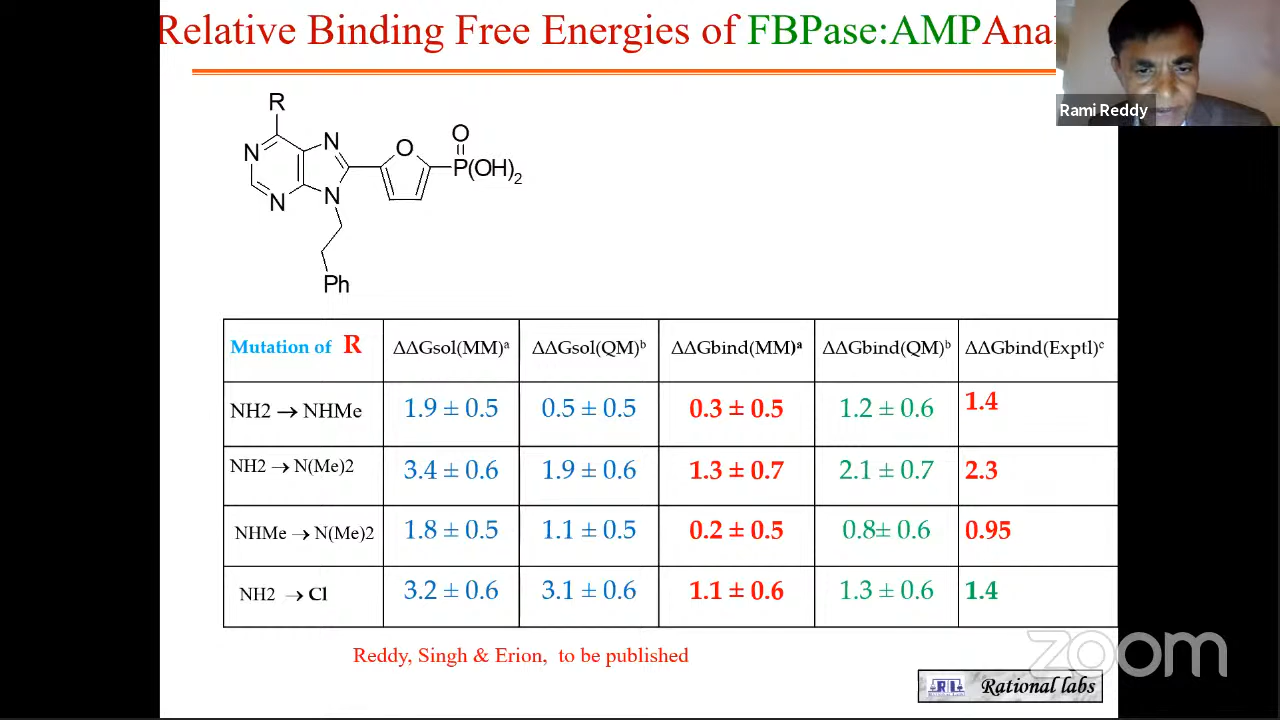 Relative Binding Free Energies of FBPase:AMPAnal
Rami Reddy
R
N
N
N
N
O
O
P(OH)2
Ph
Mutation of R ΔΔGsol(MM)ᵃ ΔΔGsol(QM)ᵇ ΔΔGbind(MM)ᵃ ΔΔGbind(QM)ᵇ ΔΔGbind(Exptl)ᶜ
NH2 → NHMe 1.9 ± 0.5 0.5 ± 0.5 0.3 ± 0.5 1.2 ± 0.6 1.4
NH2 → N(Me)2 3.4 ± 0.6 1.9 ± 0.6 1.3 ± 0.7 2.1 ± 0.7 2.3
NHMe → N(Me)2 1.8 ± 0.5 1.1 ± 0.5 0.2 ± 0.5 0.8± 0.6 0.95
NH2 → Cl 3.2 ± 0.6 3.1 ± 0.6 1.1 ± 0.6 1.3 ± 0.6 1.4
Reddy, Singh & Erion, to be published
zoom
Rational labs